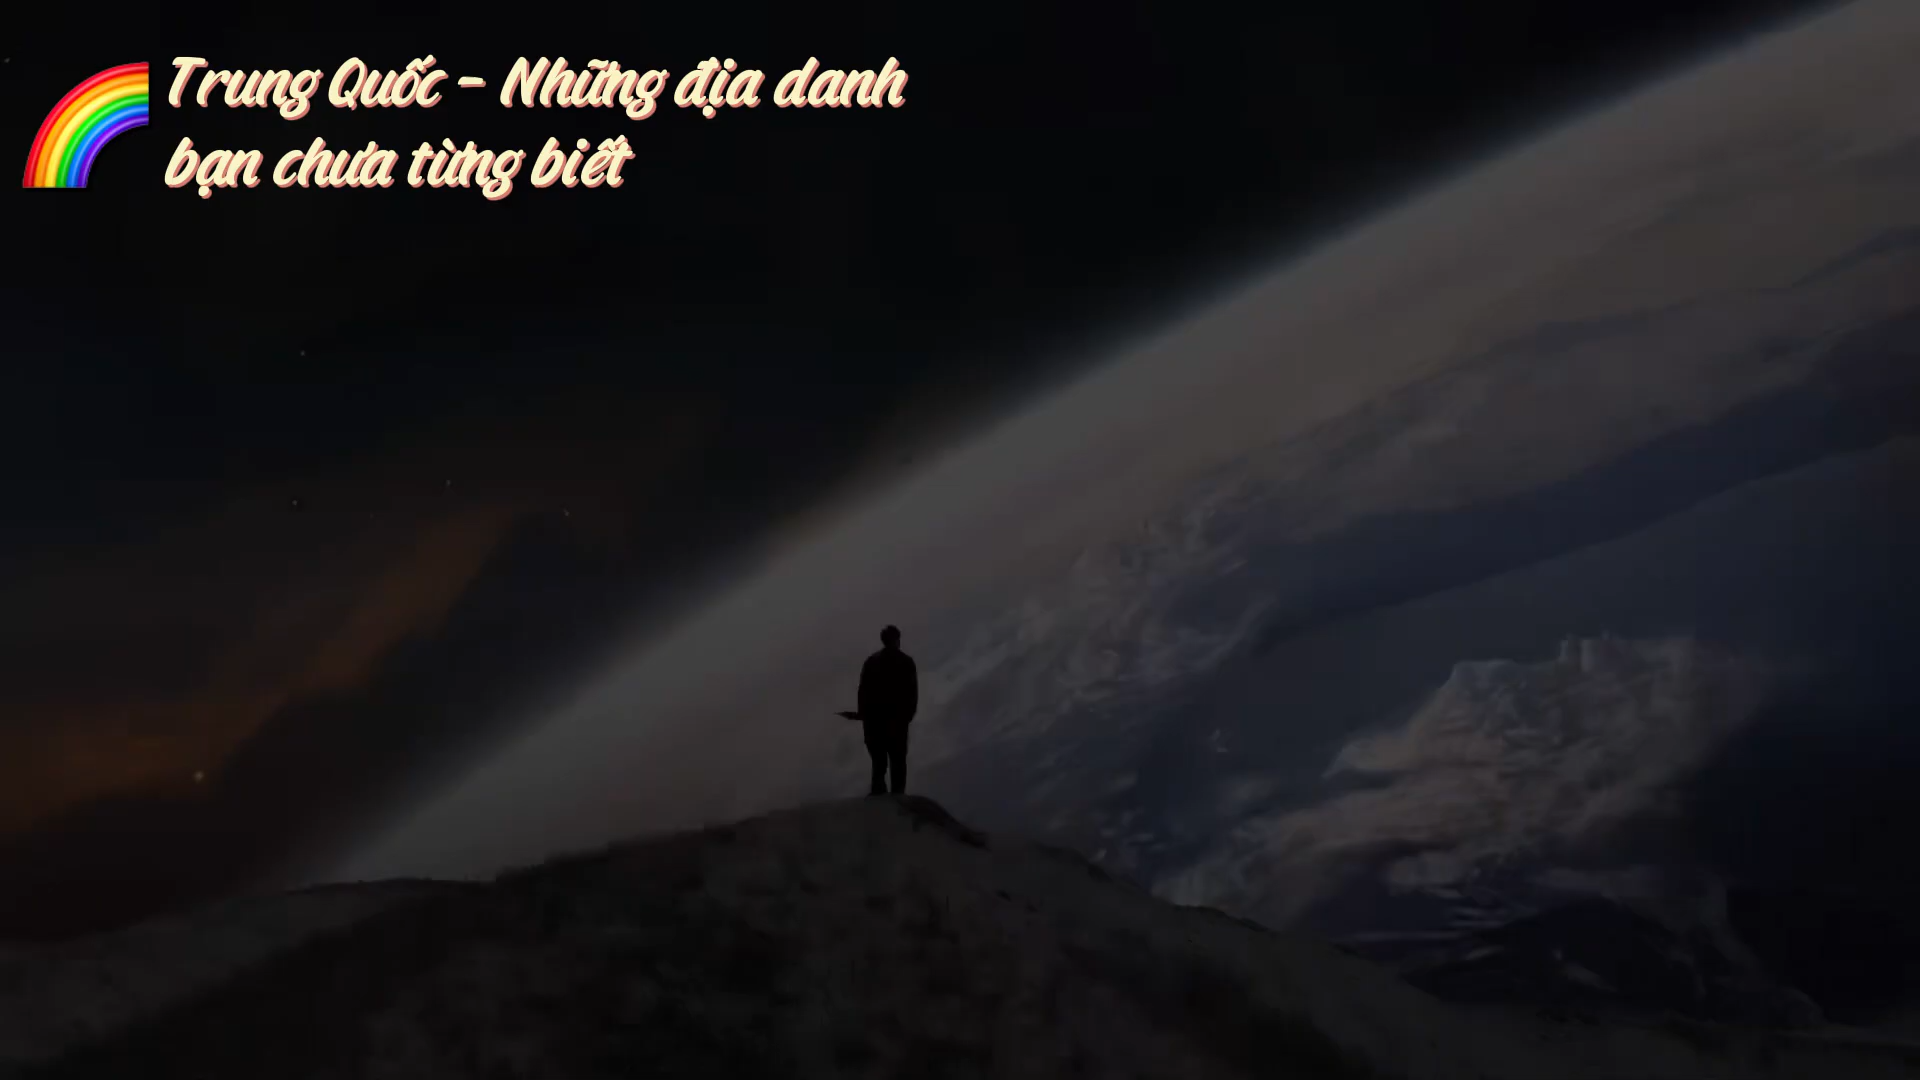 Trung Quốc - Những địa danh
bạn chưa từng biết